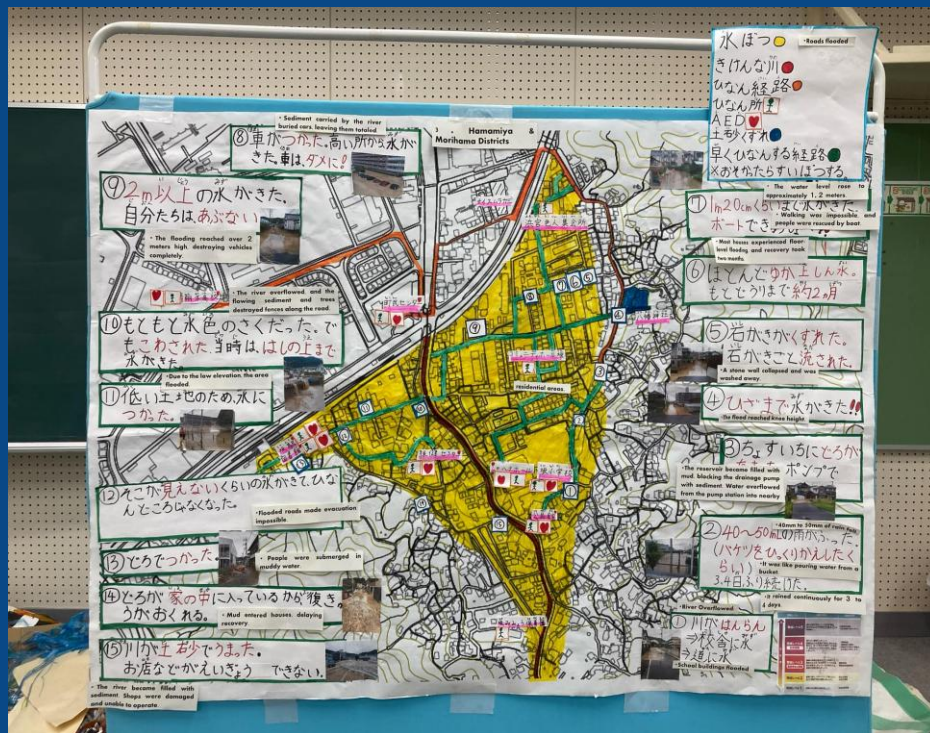 水ぼつ
・Roads flooded
きけんな川
ひなん経路
ひなん所
AED
土砂くずれ
早くひなんする経路
×おそかったらすいぼつする。
Hamamiya &
Morihama Districts
・Sediment carried by the river
buried cars, leaving them totaled.
⑧車がつかった。高い所から水が
きた。車は、ダメに!
⑨2m以上の水がきた。
自分たちは、あぶない
・The flooding reached over 2
meters high, destroying vehicles
completely.
・The river overflowed and the
flowing sediment and trees
destroyed fences along the road.
⑩もともと水色のさくだった。で
もこわされた。当時は、はしの上まで
水がきた。
・Due to the low elevation, the area
flooded.
⑪低い土地のため、水に
つかった。
⑫そこが見えないくらいの水がきて、ひな
んどころじゃなくなった。
・Flooded roads made evacuation
impossible.
⑬どろでつかった
・People were submerged in
muddy water.
⑭どろが家の中に入っているから復き
うがおくれる。
・Mud entered houses, delaying
recovery.
⑮川が土砂でうまった。
お店などがえいぎょうできない。
・The river became filled with
sediment. Shops were damaged
and unable to operate
・The water level rose to
approximately 1.2 meters
⑦1m20cmくらいまで水がきた。
ボートで
・Walking was impossible, and
people were rescued by boat.
・Most houses experienced floor-
level flooding, and recovery took
two months.
⑥ほとんどゆか上しん水。
もとどうりまで約2ヵ月
⑤石がきがくずれた。
石がきごと流された。
・A stone wall collapsed and was
washed away.
④ひざまで水がきた!!
・The flood reached knee height.
③ちょすいちにどろが
ポンプで
・The reservoir became filled with
mud, blocking the drainage pump
with sediment. Water overflowed
from the pump station into nearby
residential areas.
・40mm to 50mm of rain fell.
②40〜50mmの雨がふった。
(バケツをひっくりかえしたく
らい)
・It was like pouring water from a
bucket.
3.4日ふり続けた。
・It rained continuously for 3 to
4 days.
・River Overflowed
①川がはんらん
⇒校舎に水
⇒道に水
・School buildings flooded